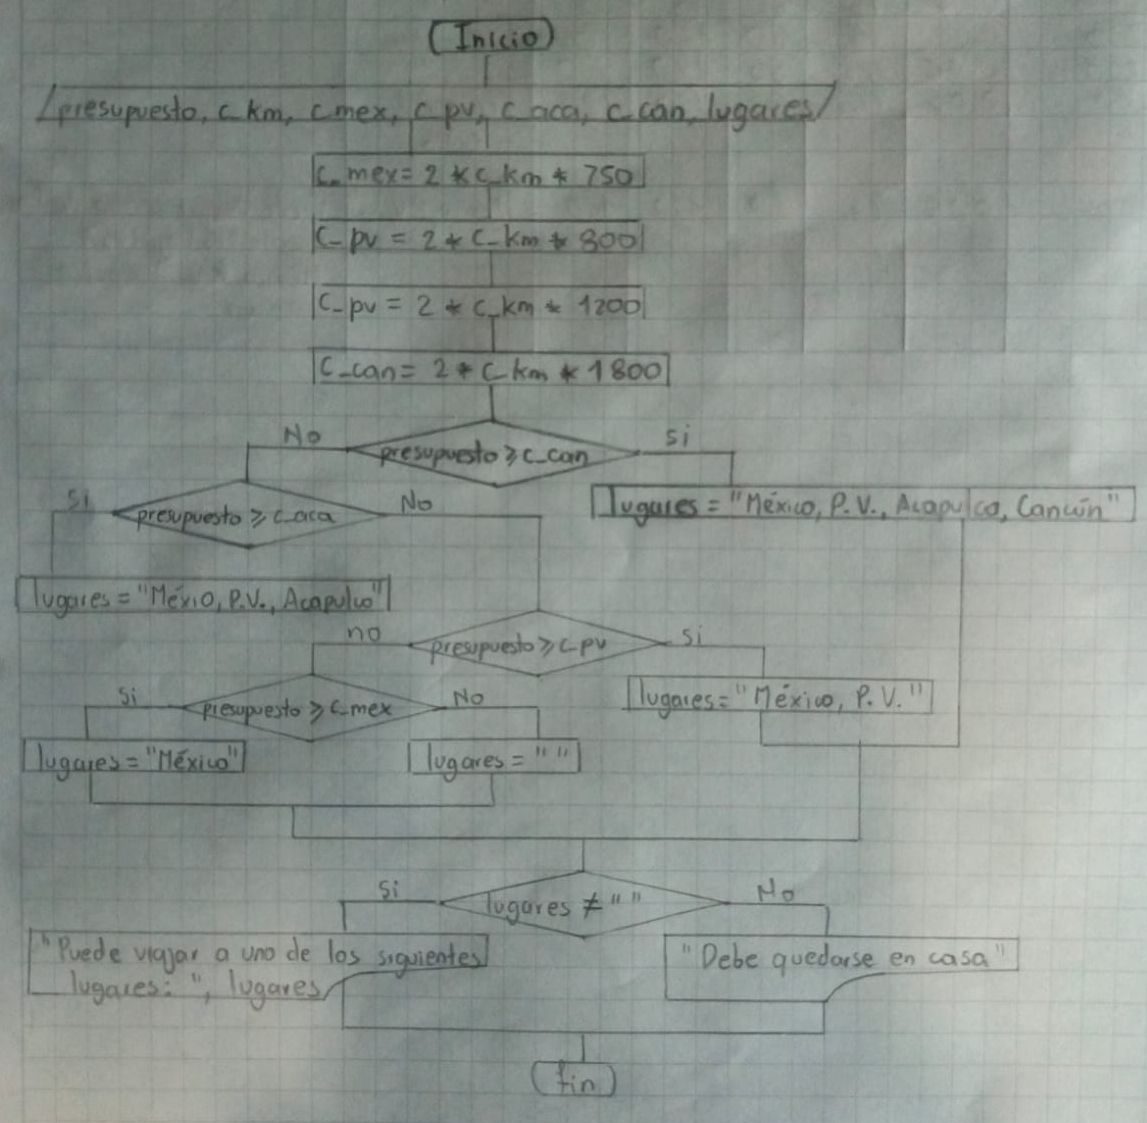 Inicio
presupuesto, c_km, c_mex, c_pv, c_aca, c_can, lugares
c_mex= 2 * c_km * 750
c_pv = 2 * c_km * 800
c_pv = 2 * c_km * 1200
c_can= 2 * c_km * 1800
No
presupuesto ≥ c_can
si
Si
presupuesto ≥ c_aca
No
lugares = "México, P.V., Acapulco, Cancún"
lugares = "Méxio, P.V., Acapulco"
no
presupuesto ≥ c_pv
si
Si
presupuesto ≥ c_mex
No
lugares="México, P.V."
lugares = "México"
lugares = " "
Si
lugares ≠ " "
No
"Puede viajar a uno de los siguientes
lugares: ", lugares
"Debe quedarse en casa"
fin